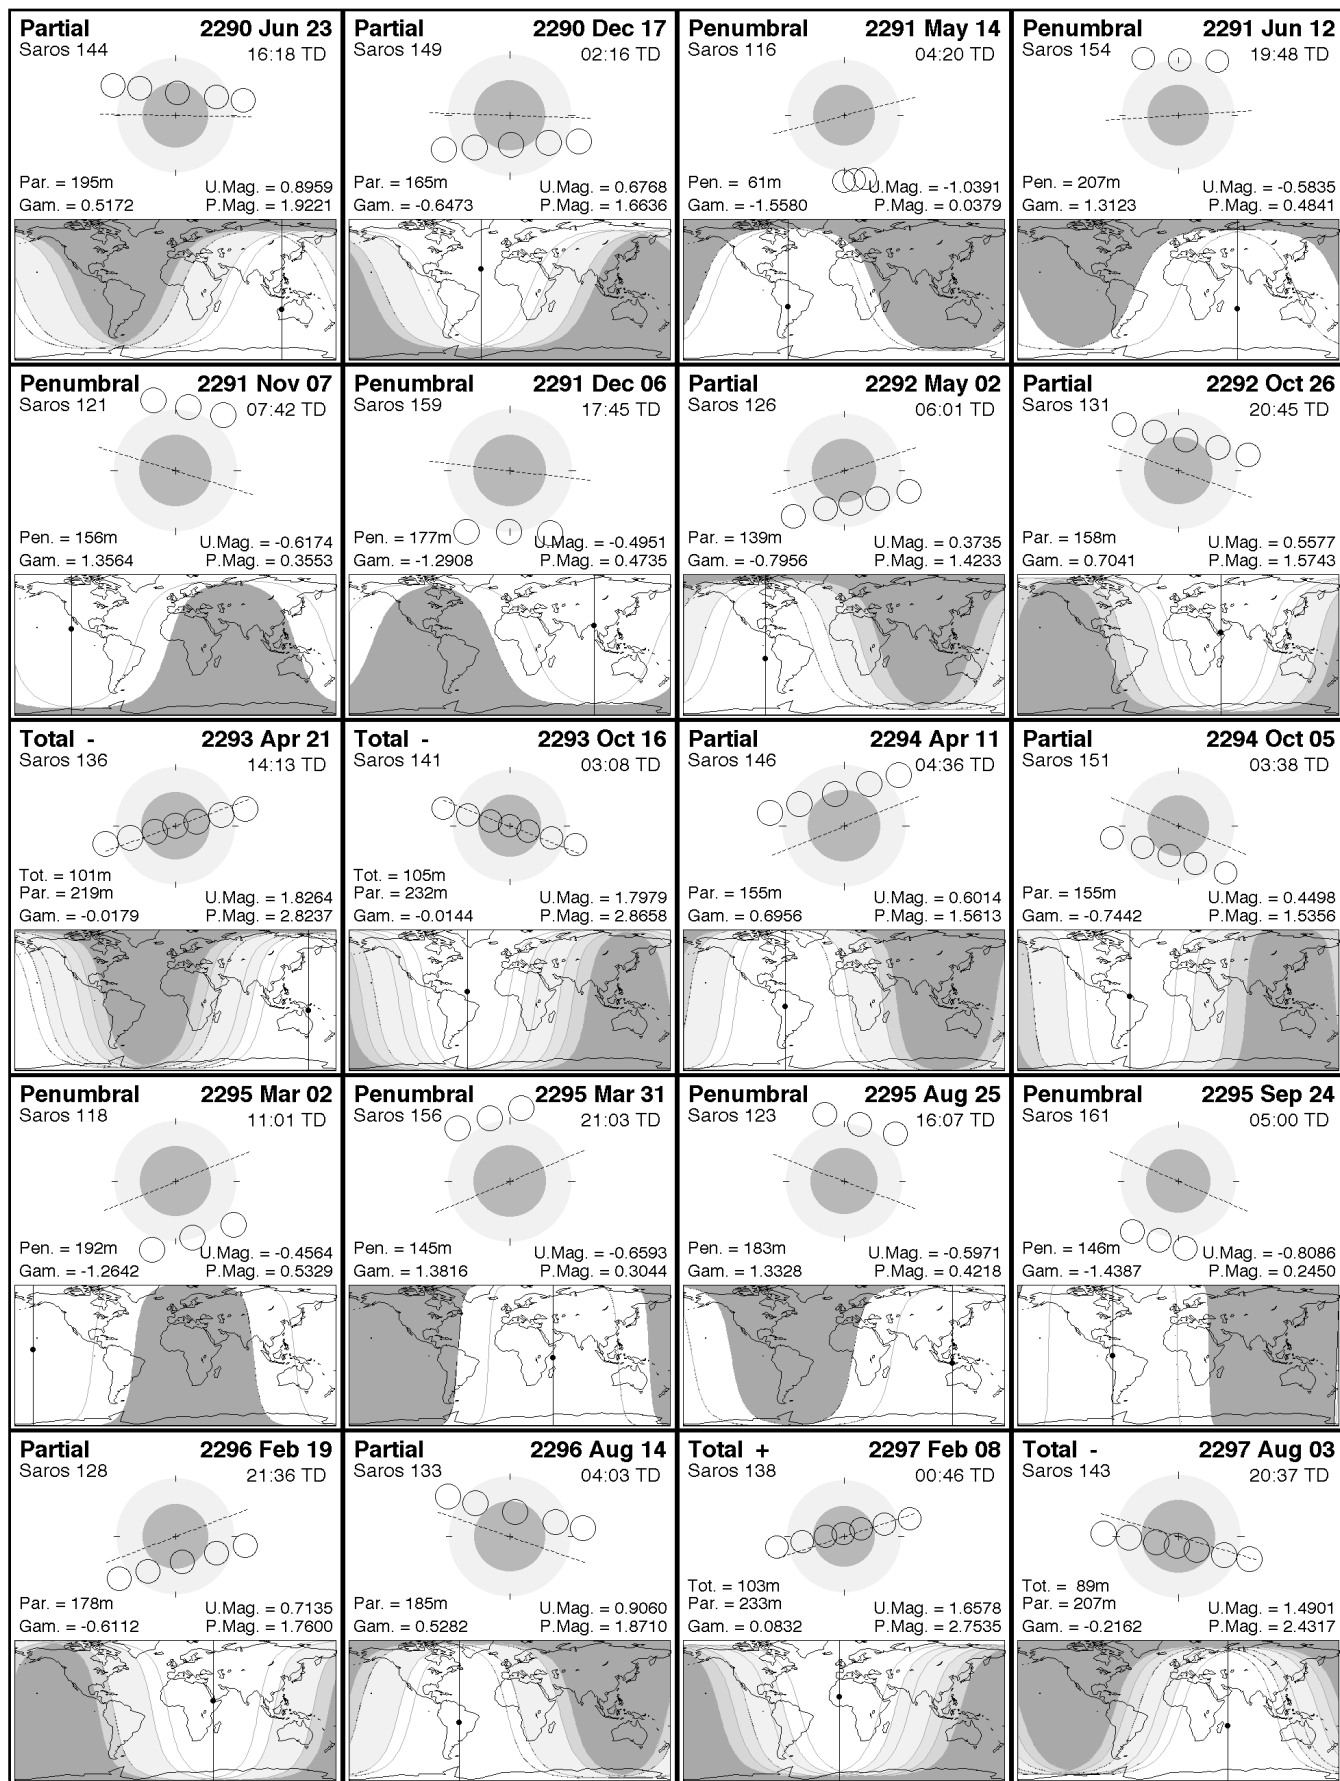 Partial 2290 Jun 23
Saros 144 16:18 TD
Par. = 195m U.Mag. = 0.8959
Gam. = 0.5172 P.Mag. = 1.9221
Partial 2290 Dec 17
Saros 149 02:16 TD
Par. = 165m U.Mag. = 0.6768
Gam. = -0.6473 P.Mag. = 1.6636
Penumbral 2291 May 14
Saros 116 04:20 TD
Pen. = 61m U.Mag. = -1.0391
Gam. = -1.5580 P.Mag. = 0.0379
Penumbral 2291 Jun 12
Saros 154 19:48 TD
Pen. = 207m U.Mag. = -0.5835
Gam. = 1.3123 P.Mag. = 0.4841
Penumbral 2291 Nov 07
Saros 121 07:42 TD
Pen. = 156m U.Mag. = -0.6174
Gam. = 1.3564 P.Mag. = 0.3553
Penumbral 2291 Dec 06
Saros 159 17:45 TD
Pen. = 177m U.Mag. = -0.4951
Gam. = -1.2908 P.Mag. = 0.4735
Partial 2292 May 02
Saros 126 06:01 TD
Par. = 139m U.Mag. = 0.3735
Gam. = -0.7956 P.Mag. = 1.4233
Partial 2292 Oct 26
Saros 131 20:45 TD
Par. = 158m U.Mag. = 0.5577
Gam. = 0.7041 P.Mag. = 1.5743
Total - 2293 Apr 21
Saros 136 14:13 TD
Tot. = 101m
Par. = 219m U.Mag. = 1.8264
Gam. = -0.0179 P.Mag. = 2.8237
Total - 2293 Oct 16
Saros 141 03:08 TD
Tot. = 105m
Par. = 232m U.Mag. = 1.7979
Gam. = -0.0144 P.Mag. = 2.8658
Partial 2294 Apr 11
Saros 146 04:36 TD
Par. = 155m U.Mag. = 0.6014
Gam. = 0.6956 P.Mag. = 1.5613
Partial 2294 Oct 05
Saros 151 03:38 TD
Par. = 155m U.Mag. = 0.4498
Gam. = -0.7442 P.Mag. = 1.5356
Penumbral 2295 Mar 02
Saros 118 11:01 TD
Pen. = 192m U.Mag. = -0.4564
Gam. = -1.2642 P.Mag. = 0.5329
Penumbral 2295 Mar 31
Saros 156 21:03 TD
Pen. = 145m U.Mag. = -0.6593
Gam. = 1.3816 P.Mag. = 0.3044
Penumbral 2295 Aug 25
Saros 123 16:07 TD
Pen. = 183m U.Mag. = -0.5971
Gam. = 1.3328 P.Mag. = 0.4218
Penumbral 2295 Sep 24
Saros 161 05:00 TD
Pen. = 146m U.Mag. = -0.8086
Gam. = -1.4387 P.Mag. = 0.2450
Partial 2296 Feb 19
Saros 128 21:36 TD
Par. = 178m U.Mag. = 0.7135
Gam. = -0.6112 P.Mag. = 1.7600
Partial 2296 Aug 14
Saros 133 04:03 TD
Par. = 185m U.Mag. = 0.9060
Gam. = 0.5282 P.Mag. = 1.8710
Total + 2297 Feb 08
Saros 138 00:46 TD
Tot. = 103m
Par. = 233m U.Mag. = 1.6578
Gam. = 0.0832 P.Mag. = 2.7535
Total - 2297 Aug 03
Saros 143 20:37 TD
Tot. = 89m
Par. = 207m U.Mag. = 1.4901
Gam. = -0.2162 P.Mag. = 2.4317